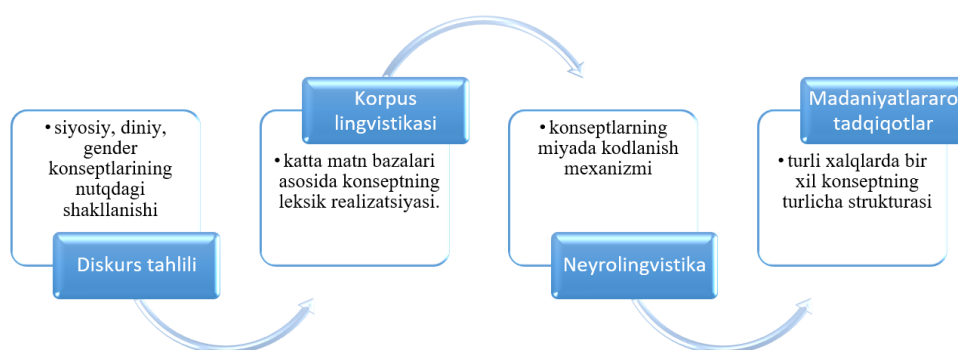 • siyosiy, diniy,
gender
konseptlarining
nutqdagi
shakllanishi
Diskurs tahlili
Korpus
lingvistikasi
• katta matn bazalari
asosida konseptning
leksik realizatsiyasi.
• konseptlarning
miyada kodlanish
mexanizmi
Neyrolingvistika
Madaniyatlararo
tadqiqotlar
• turli xalqlarda bir
xil konseptning
turlicha strukturasi